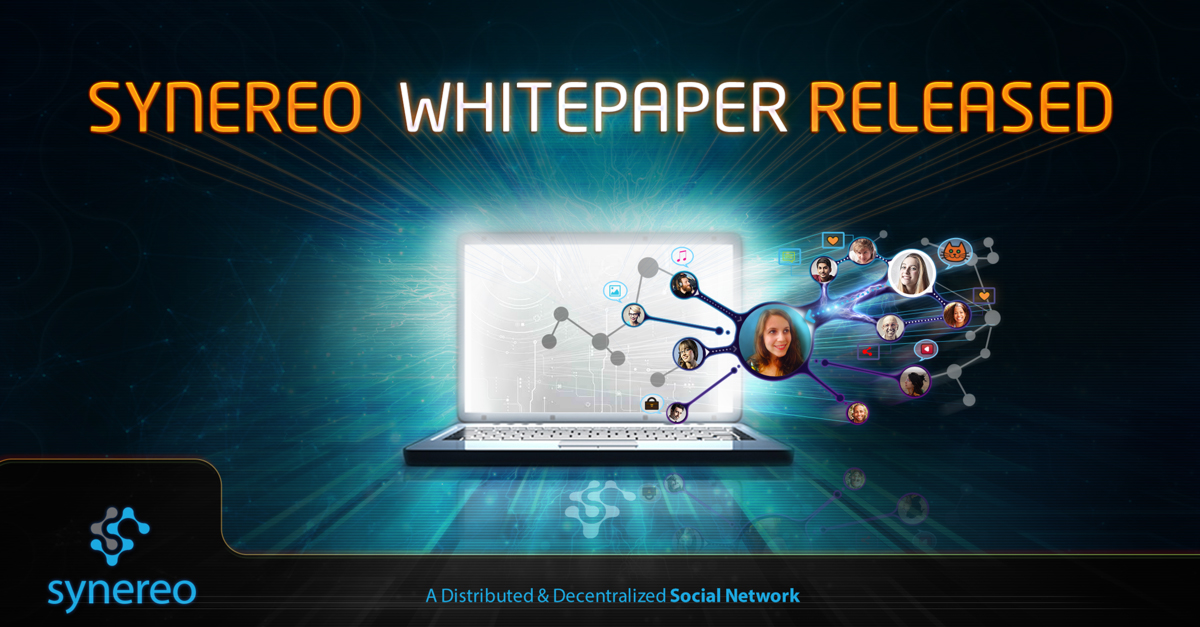 SYNEREO WHITEPAPER RELEASED
synereo
A Distributed & Decentralized Social Network